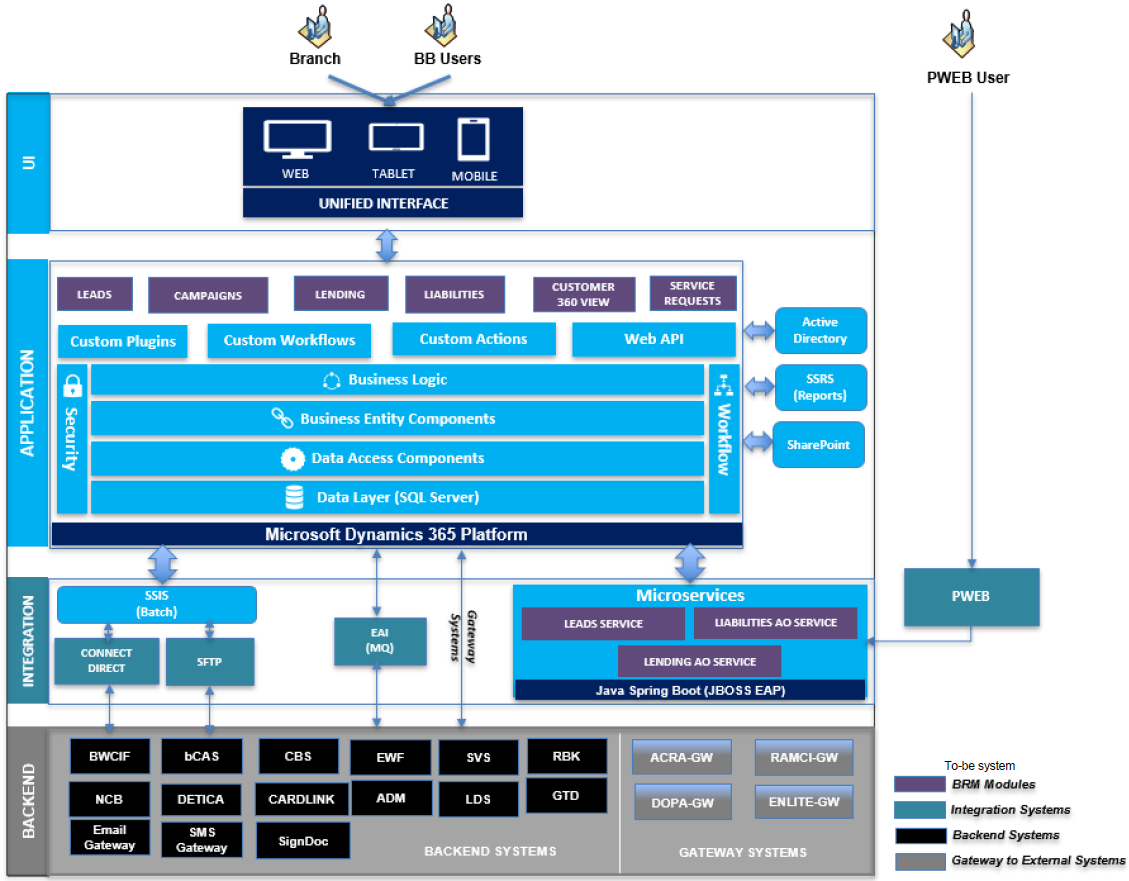 Branch
BB Users
PWEB User
UI
WEB
TABLET
MOBILE
UNIFIED INTERFACE
APPLICATION
LEADS
CAMPAIGNS
LENDING
LIABILITIES
CUSTOMER
360 VIEW
SERVICE
REQUESTS
Custom Plugins
Custom Workflows
Custom Actions
Web API
Active
Directory
SSRS
(Reports)
SharePoint
Security
Business Logic
Business Entity Components
Data Access Components
Data Layer (SQL Server)
Workflow
Microsoft Dynamics 365 Platform
INTEGRATION
SSIS
(Batch)
CONNECT
DIRECT
SFTP
EAI
(MQ)
Gateway
Systems
Microservices
LEADS SERVICE
LIABILITIES AO SERVICE
LENDING AO SERVICE
Java Spring Boot (JBOSS EAP)
PWEB
BACKEND
BWCIF
bCAS
CBS
EWF
SVS
RBK
NCB
DETICA
CARDLINK
ADM
LDS
GTD
Email
Gateway
SMS
Gateway
SignDoc
BACKEND SYSTEMS
ACRA-GW
RAMCI-GW
DOPA-GW
ENLITE-GW
GATEWAY SYSTEMS
To-be system
BRM Modules
Integration Systems
Backend Systems
Gateway to External Systems